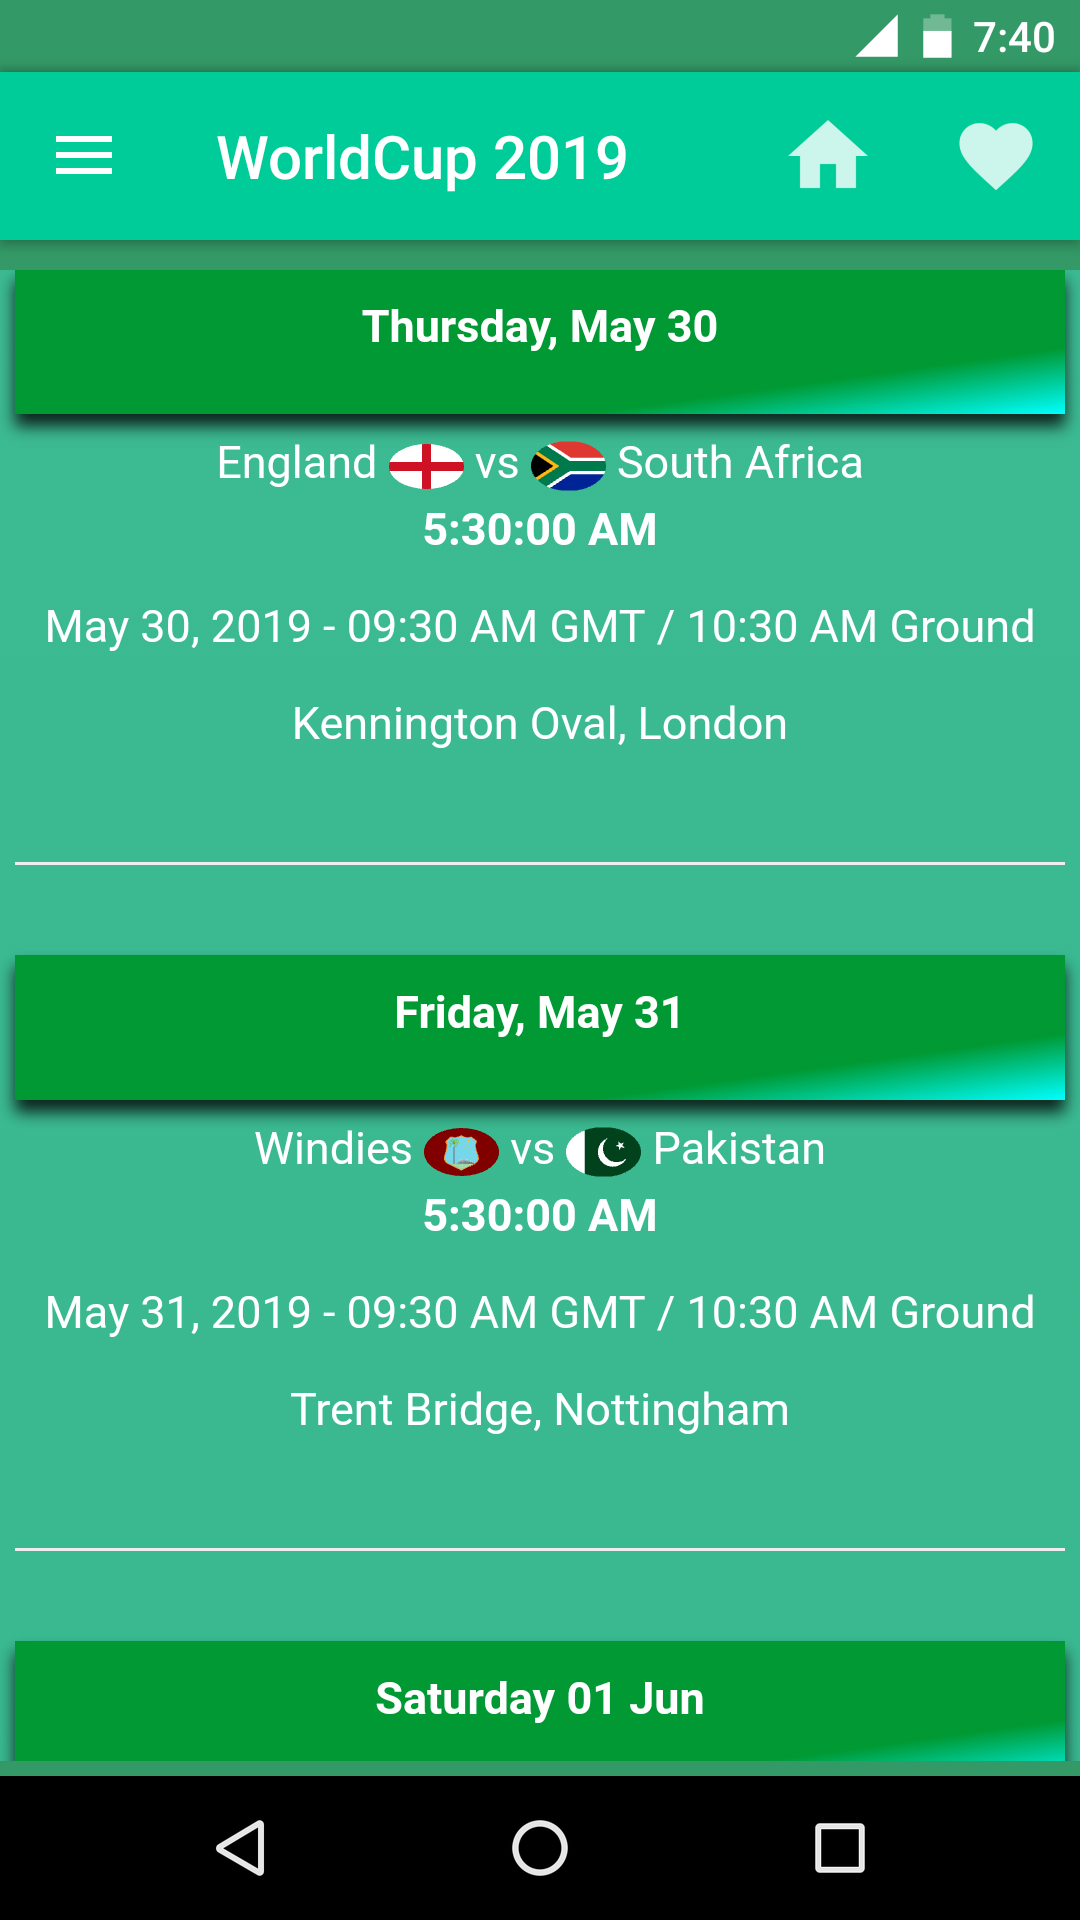 7:40
WorldCup 2019
Thursday, May 30
England vs South Africa
5:30:00 AM
May 30, 2019 - 09:30 AM GMT / 10:30 AM Ground
Kennington Oval, London
Friday, May 31
Windies vs Pakistan
5:30:00 AM
May 31, 2019 - 09:30 AM GMT / 10:30 AM Ground
Trent Bridge, Nottingham
Saturday 01 Jun